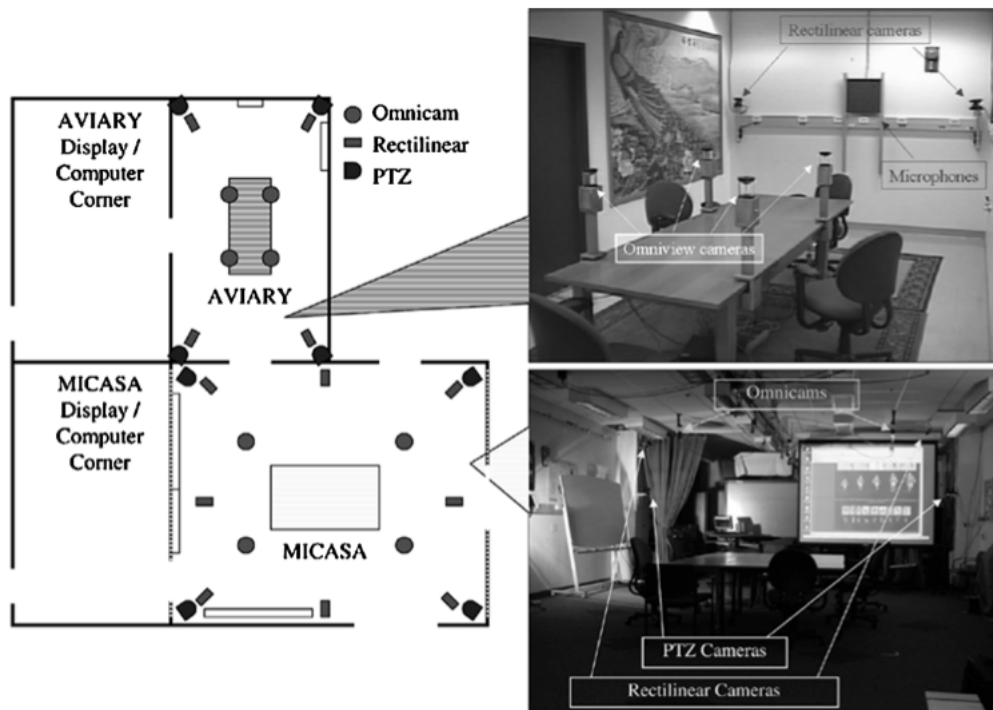 AVIARY
Display /
Computer
Corner
Omnicam
Rectilinear
PTZ
AVIARY
MICASA
Display /
Computer
Corner
MICASA
Rectilinear cameras
Microphones
Omniview cameras
Omnicams
PTZ Cameras
Rectilinear Cameras